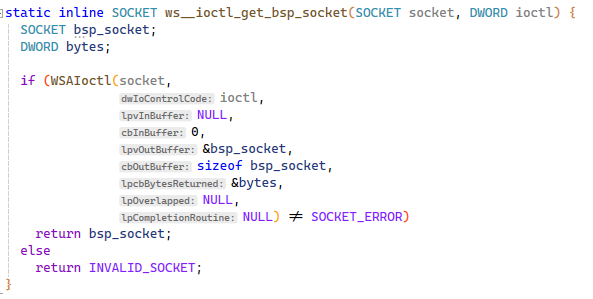 static inline SOCKET ws__ioctl_get_bsp_socket(SOCKET socket, DWORD ioctl) {
  SOCKET bsp_socket;
  DWORD bytes;

  if (WSAIoctl(socket,
               dwIoControlCode: ioctl,
               lpvInBuffer: NULL,
               cbInBuffer: 0,
               lpvOutBuffer: &bsp_socket,
               cbOutBuffer: sizeof bsp_socket,
               lpcbBytesReturned: &bytes,
               lpOverlapped: NULL,
               lpCompletionRoutine: NULL) ≠ SOCKET_ERROR)
    return bsp_socket;
  else
    return INVALID_SOCKET;
}